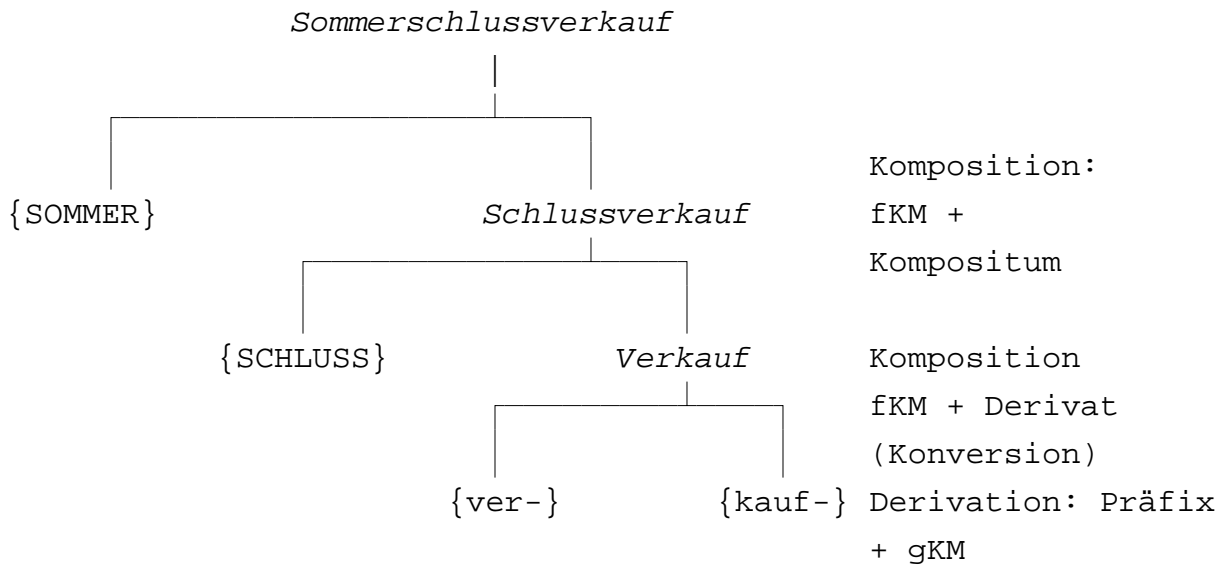 Sommerschlussverkauf
Komposition:
{SOMMER} Schlussverkauf fKM +
Kompositum
{SCHLUSS} Verkauf Komposition
fKM + Derivat
(Konversion)
{ver-} {kauf-} Derivation: Präfix
+ gKM